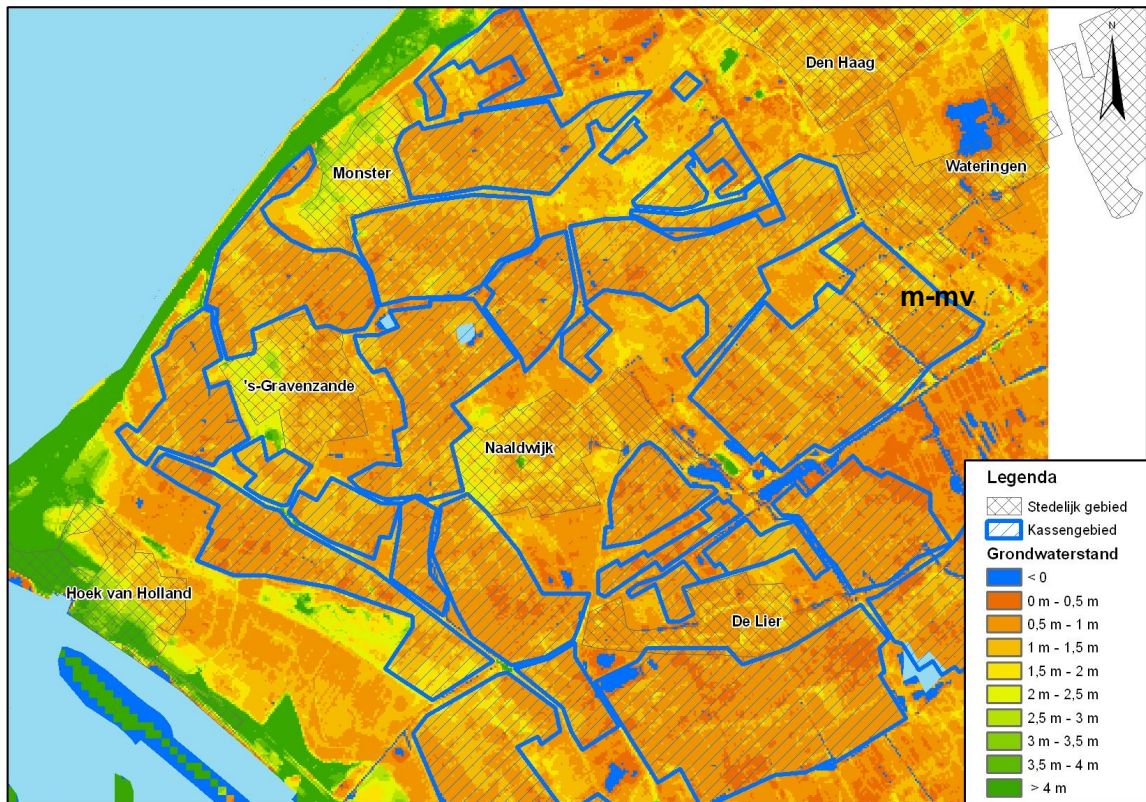 N
Den Haag
Wateringen
Monster
m-mv
's-Gravenzande
Naaldwijk
Hoek van Holland
De Lier
Legenda
Stedelijk gebied
Kassengebied
Grondwaterstand
< 0
0 m - 0,5 m
0,5 m - 1 m
1 m - 1,5 m
1,5 m - 2 m
2 m - 2,5 m
2,5 m - 3 m
3 m - 3,5 m
3,5 m - 4 m
> 4 m